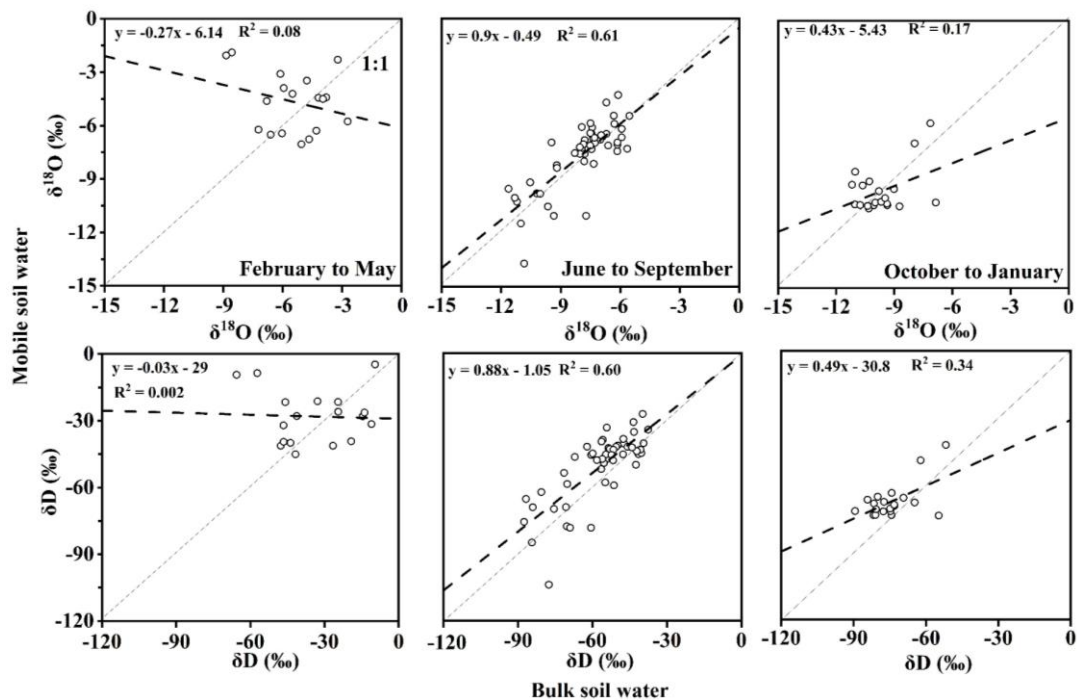 y = -0.27x - 6.14 R² = 0.08
1:1
February to May
0
-3
-6
-9
-12
-15
-15 -12 -9 -6 -3 0
δ¹⁸O (‰)
δ¹⁸O (‰)
y = 0.9x - 0.49 R² = 0.61
June to September
-15 -12 -9 -6 -3 0
δ¹⁸O (‰)
y = 0.43x - 5.43 R² = 0.17
October to January
-15 -12 -9 -6 -3 0
δ¹⁸O (‰)
Mobile soil water
y = -0.03x - 29
R² = 0.002
0
-30
-60
-90
-120
-120 -90 -60 -30 0
δD (‰)
δD (‰)
y = 0.88x - 1.05 R² = 0.60
-120 -90 -60 -30 0
δD (‰)
y = 0.49x - 30.8 R² = 0.34
-120 -90 -60 -30 0
δD (‰)
Bulk soil water